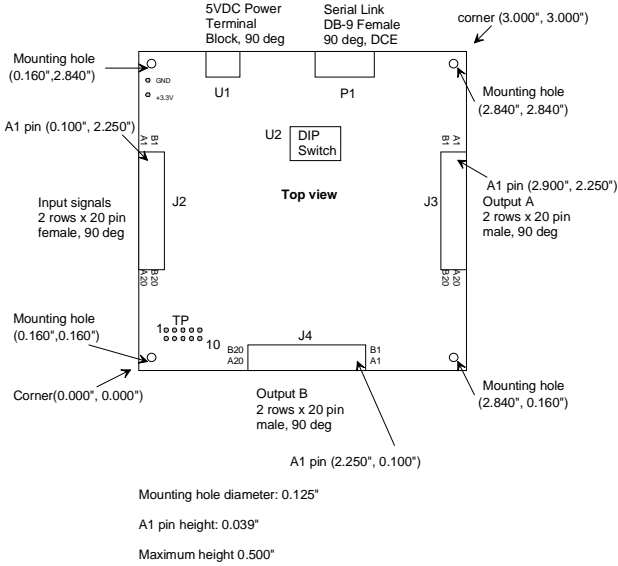 5VDC Power
Terminal
Block, 90 deg
Serial Link
DB-9 Female
90 deg, DCE
corner (3.000", 3.000")
Mounting hole
(0.160",2.840")
GND
+3.3V
U1
P1
Mounting hole
(2.840", 2.840")
A1 pin (0.100", 2.250")
A1
B1
U2
DIP
Switch
B1
A1
Input signals
2 rows x 20 pin
female, 90 deg
J2
Top view
J3
A1 pin (2.900", 2.250")
Output A
2 rows x 20 pin
male, 90 deg
A20
B20
B20
A20
Mounting hole
(0.160",0.160")
TP
1
10
J4
B20
A20
B1
A1
Corner(0.000", 0.000")
Mounting hole
(2.840", 0.160")
Output B
2 rows x 20 pin
male, 90 deg
A1 pin (2.250", 0.100")
Mounting hole diameter: 0.125"
A1 pin height: 0.039"
Maximum height 0.500"